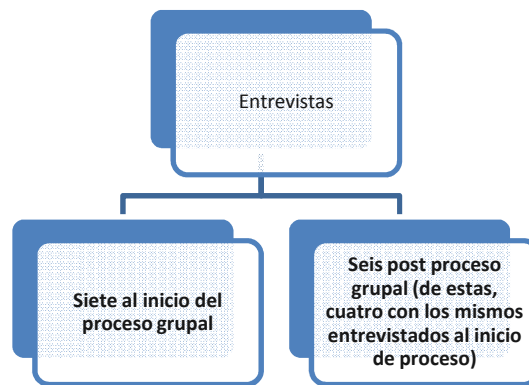 Entrevistas
Siete al inicio del
proceso grupal
Seis post proceso
grupal (de estas,
cuatro con los mismos
entrevistados al inicio
de proceso)